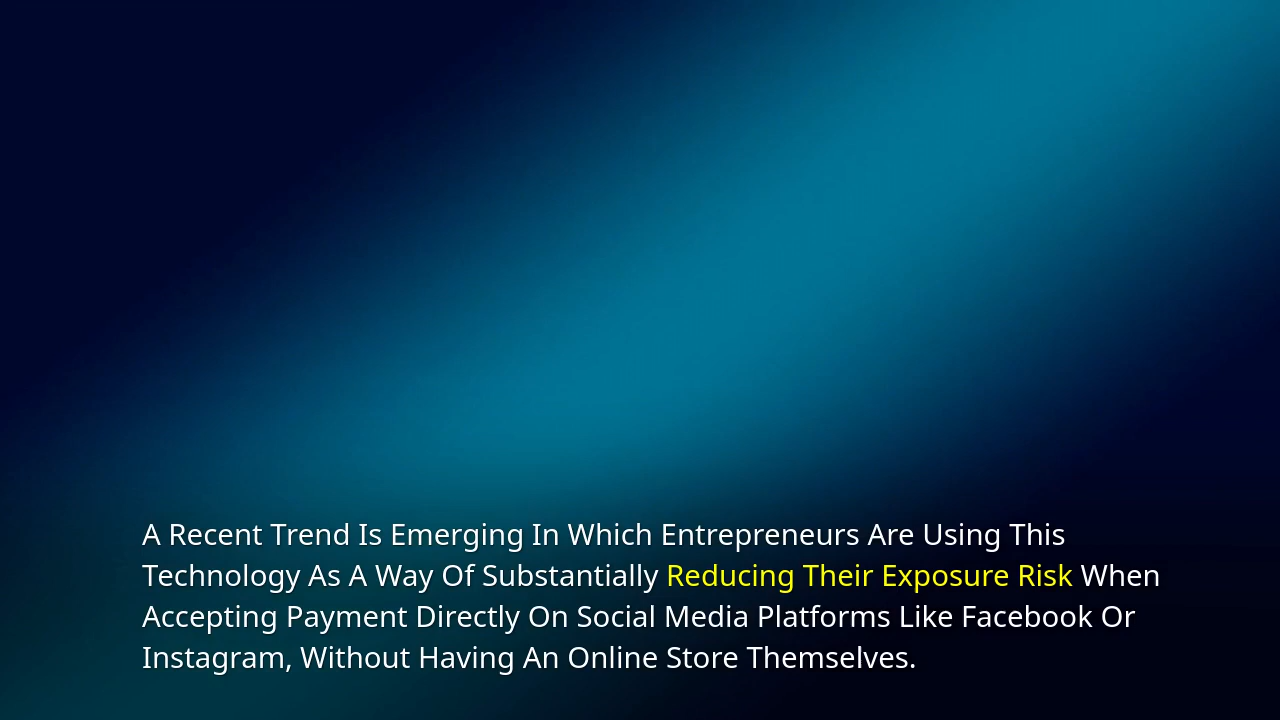 A Recent Trend Is Emerging In Which Entrepreneurs Are Using This
Technology As A Way Of Substantially Reducing Their Exposure Risk When
Accepting Payment Directly On Social Media Platforms Like Facebook Or
Instagram, Without Having An Online Store Themselves.